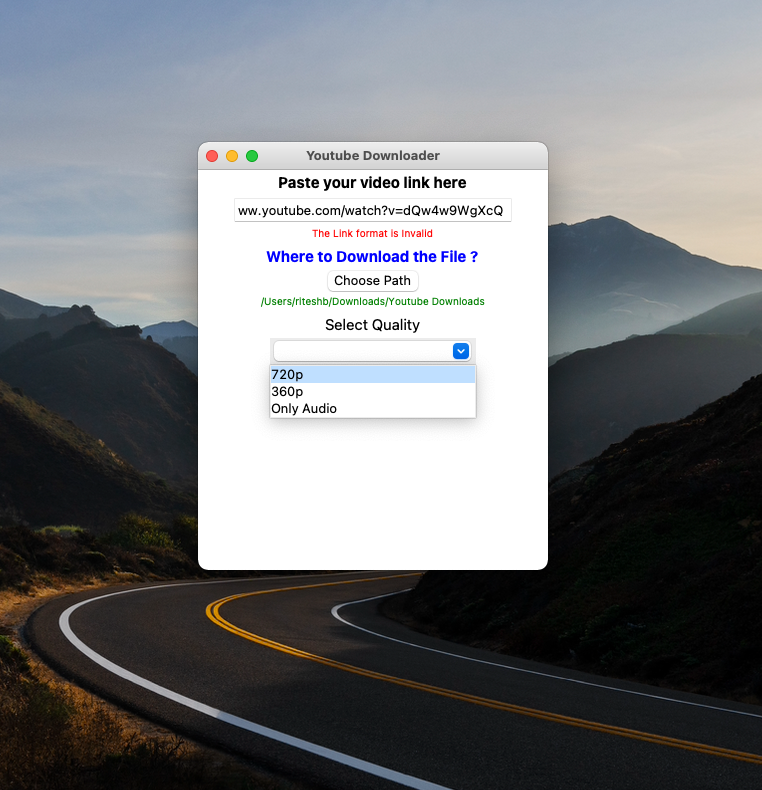 Youtube Downloader
Paste your video link here
ww.youtube.com/watch?v=dQw4w9WgXcQ
The Link format is Invalid
Where to Download the File ?
Choose Path
/Users/riteshb/Downloads/Youtube Downloads
Select Quality
720p
360p
Only Audio